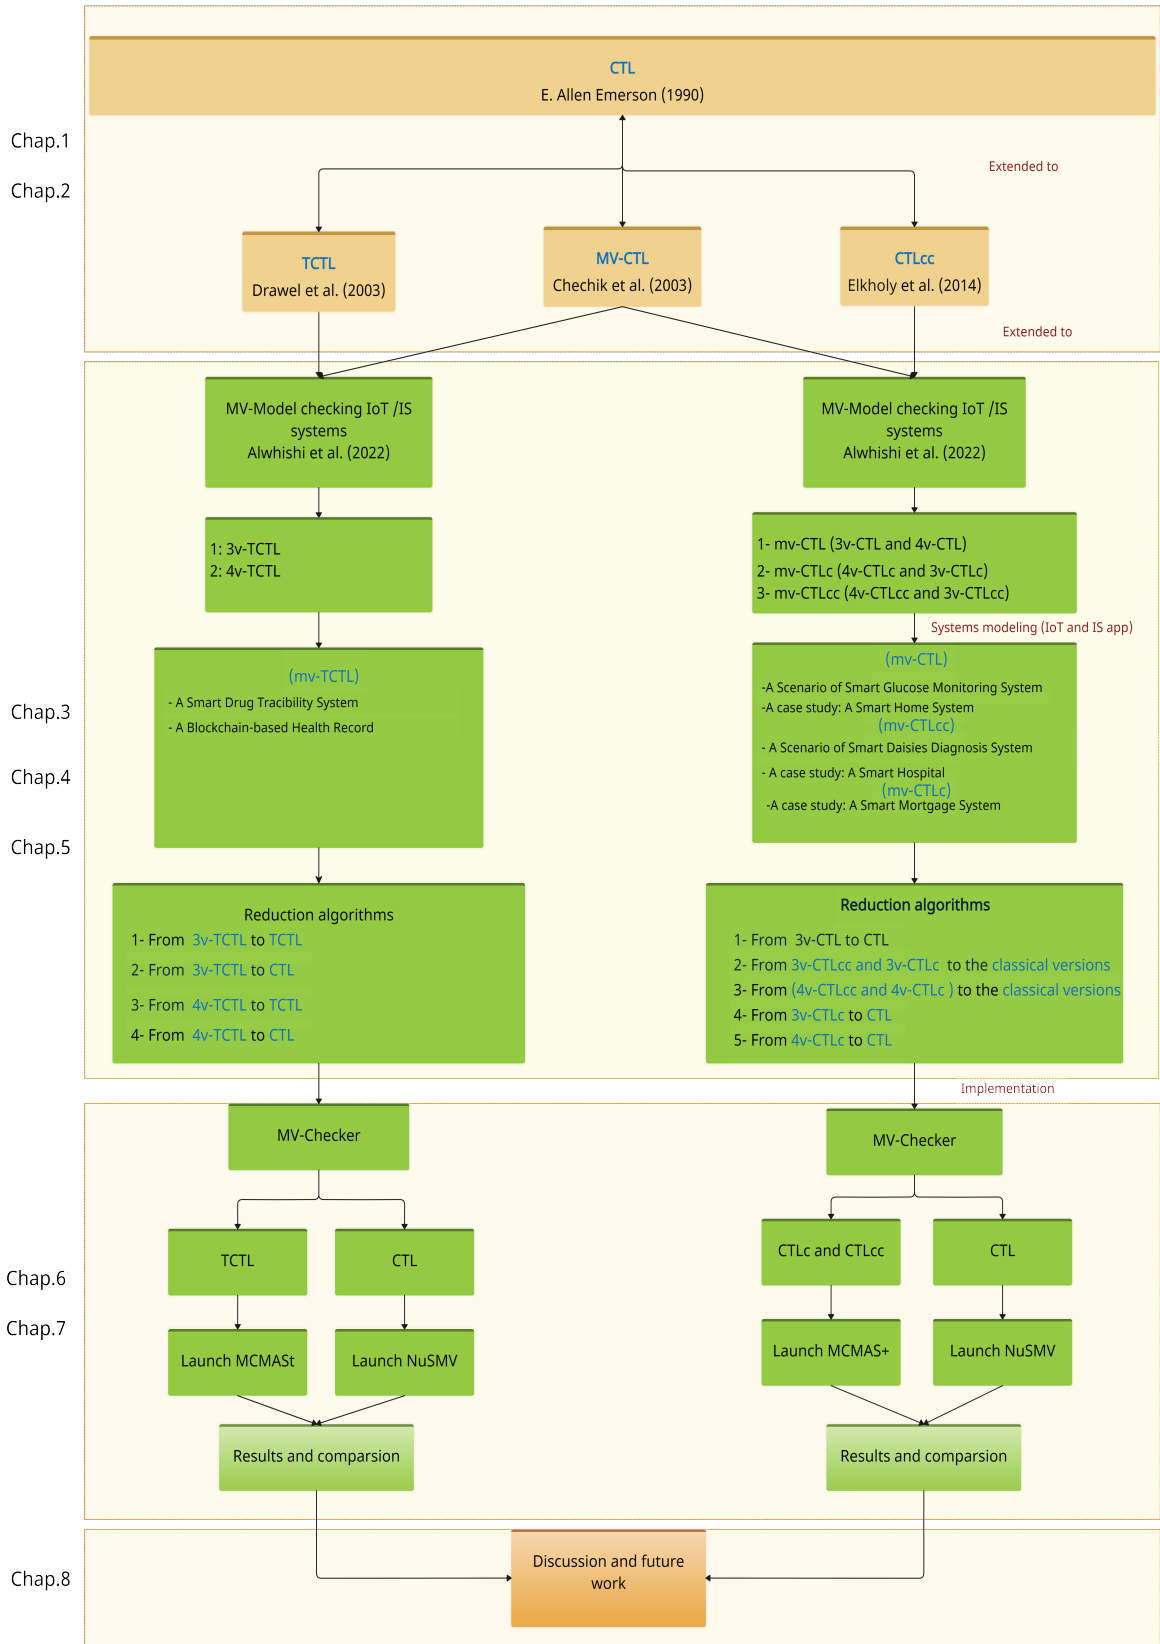 CTL
E. Allen Emerson (1990)
Chap.1
Extended to
Chap.2
TCTL
Drawel et al. (2003)
MV-CTL
Chechik et al. (2003)
CTLcc
Elkholy et al. (2014)
Extended to
MV-Model checking IoT /IS
systems
Alwhishi et al. (2022)
MV-Model checking IoT /IS
systems
Alwhishi et al. (2022)
1: 3v-TCTL
2: 4v-TCTL
1- mv-CTL (3v-CTL and 4v-CTL)
2- mv-CTLc (4v-CTLc and 3v-CTLc)
3- mv-CTLcc (4v-CTLcc and 3v-CTLcc)
Systems modeling (IoT and IS app)
(mv-TCTL)
- A Smart Drug Tracibility System
- A Blockchain-based Health Record
(mv-CTL)
-A Scenario of Smart Glucose Monitoring System
-A case study: A Smart Home System
(mv-CTLcc)
- A Scenario of Smart Daisies Diagnosis System
- A case study: A Smart Hospital
(mv-CTLc)
-A case study: A Smart Mortgage System
Chap.3
Chap.4
Chap.5
Reduction algorithms
1- From 3v-TCTL to TCTL
2- From 3v-TCTL to CTL
3- From 4v-TCTL to TCTL
4- From 4v-TCTL to CTL
Reduction algorithms
1- From 3v-CTL to CTL
2- From 3v-CTLcc and 3v-CTLc to the classical versions
3- From (4v-CTLcc and 4v-CTLc ) to the classical versions
4- From 3v-CTLc to CTL
5- From 4v-CTLc to CTL
Implementation
MV-Checker
MV-Checker
TCTL
CTL
CTLc and CTLcc
CTL
Chap.6
Chap.7
Launch MCMASt
Launch NuSMV
Launch MCMAS+
Launch NuSMV
Results and comparsion
Results and comparsion
Chap.8
Discussion and future
work